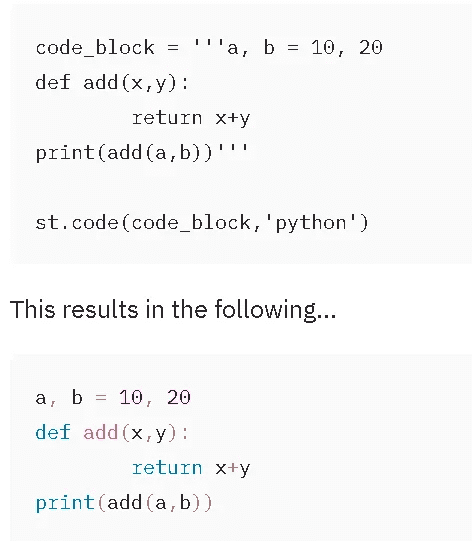 code_block = '''a, b = 10, 20
def add(x,y):
        return x+y
print(add(a,b))'''
st.code(code_block,'python')
This results in the following...
a, b = 10, 20
def add(x,y):
        return x+y
print(add(a,b))